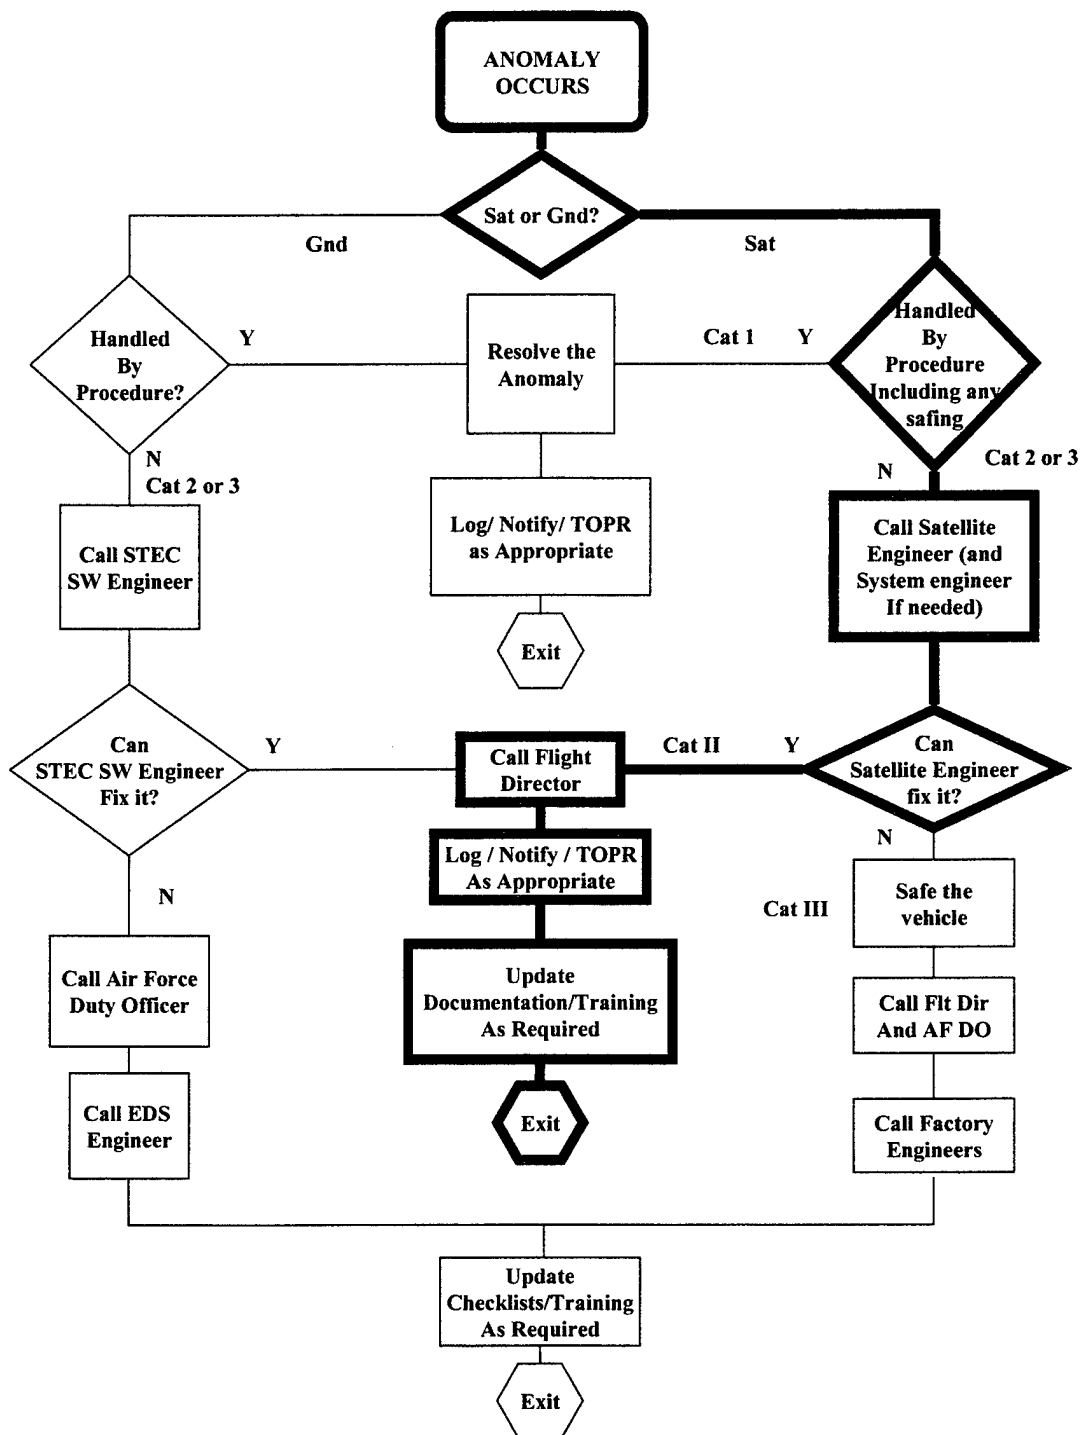 ANOMALY
OCCURS
Sat or Gnd?
Gnd
Sat
Handled
By
Procedure?
Y
Resolve the
Anomaly
Cat 1
Y
Handled
By
Procedure
Including any
safing
N
Cat 2 or 3
N
Cat 2 or 3
Call STEC
SW Engineer
Log/ Notify/ TOPR
as Appropriate
Call Satellite
Engineer (and
System engineer
If needed)
Exit
Can
STEC SW Engineer
Fix it?
Y
Call Flight
Director
Cat II
Y
Can
Satellite Engineer
fix it?
N
Log / Notify / TOPR
As Appropriate
N
Cat III
Safe the
vehicle
Call Air Force
Duty Officer
Update
Documentation/Training
As Required
Call Flt Dir
And AF DO
Call EDS
Engineer
Exit
Call Factory
Engineers
Update
Checklists/Training
As Required
Exit